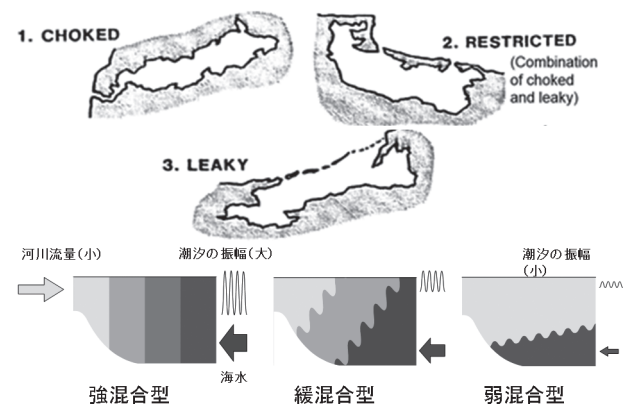 1. CHOKED
2. RESTRICTED
(Combination
of choked
and leaky)
3. LEAKY
河川流量(小)
潮汐の振幅(大)
潮汐の振幅
(小)
海水
強混合型
緩混合型
弱混合型